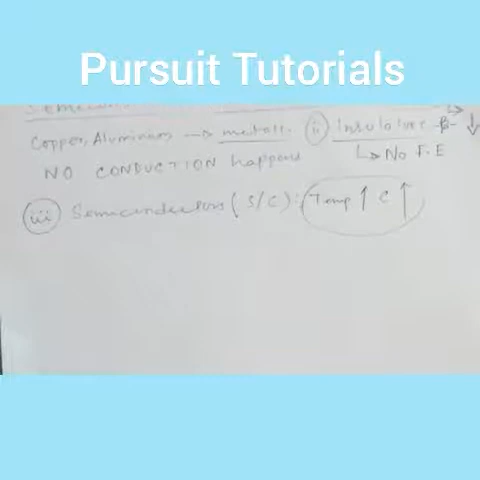 Pursuit Tutorials
Copper, Aluminum → metals. (ii) Insulators
↳ No F.E
NO CONDUCTION happens
(iii) Semiconductors (S/C): Temp ↑ C ↑